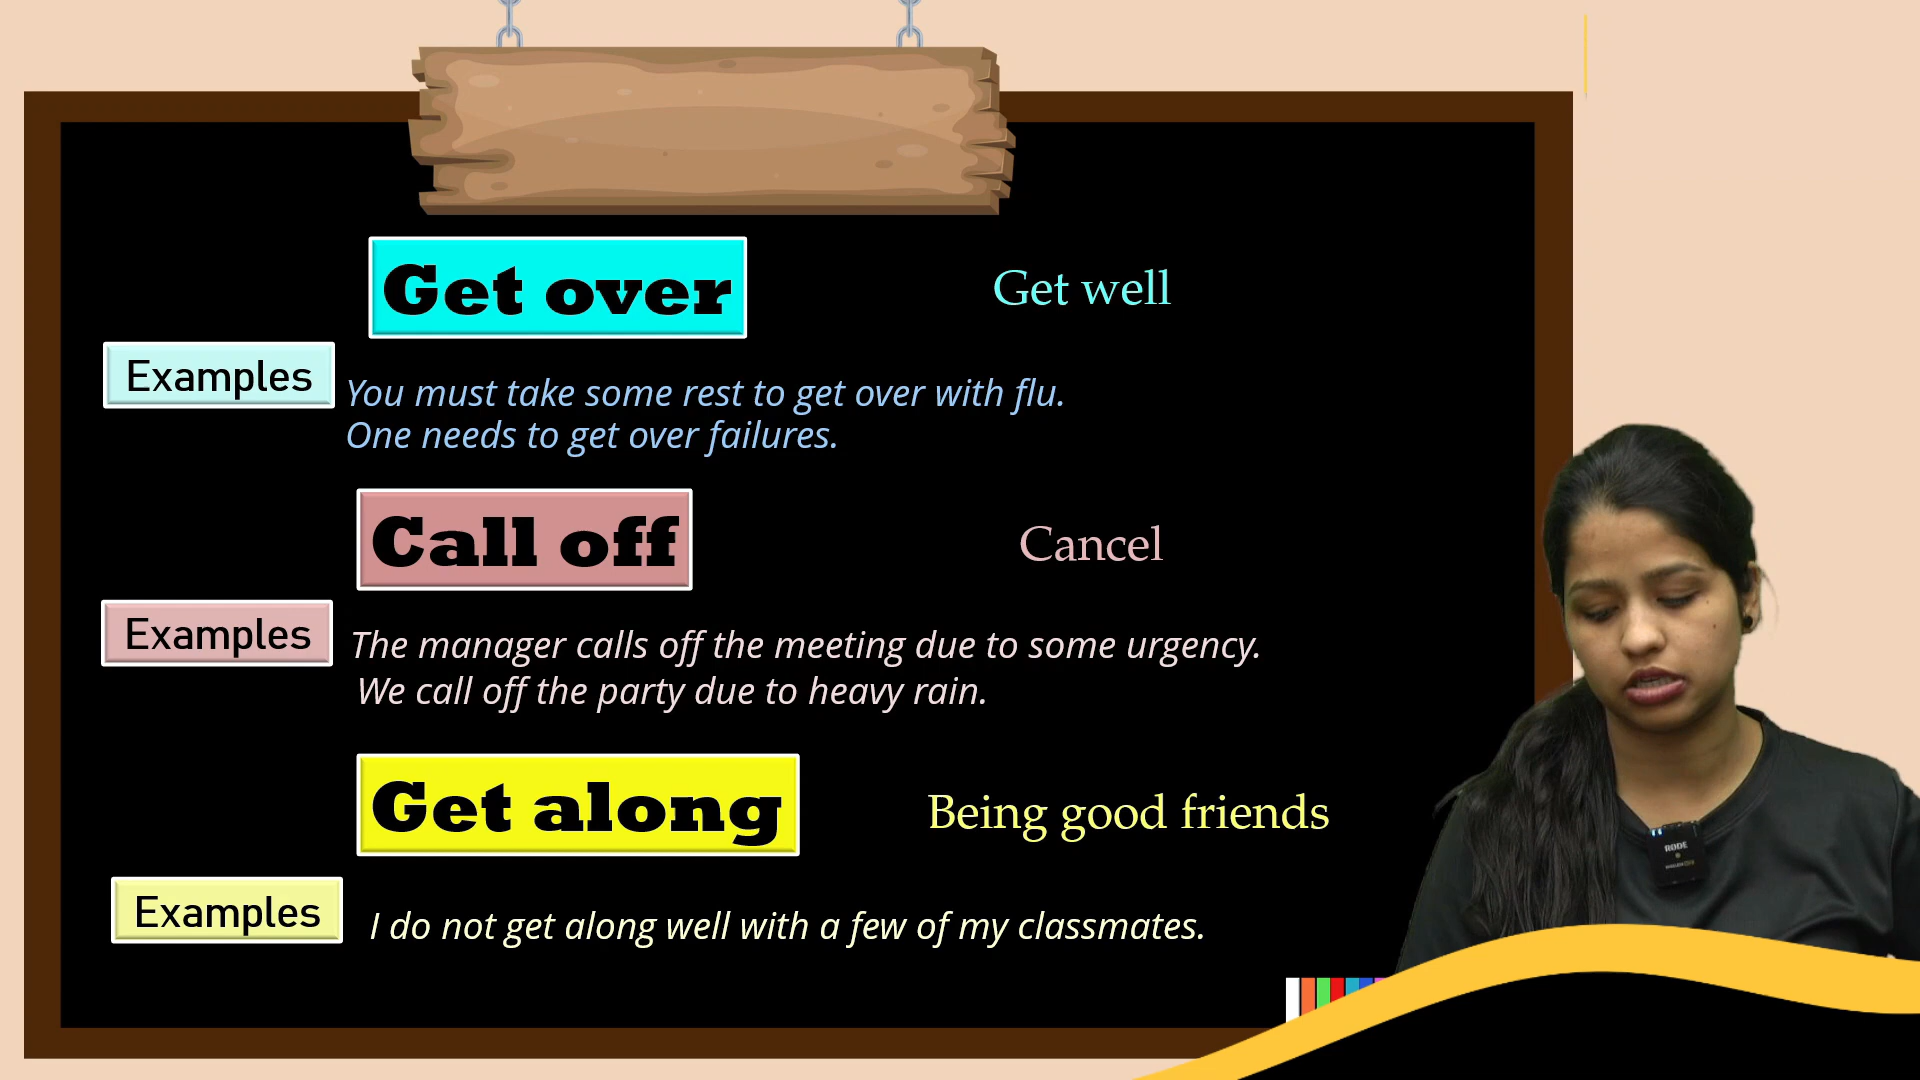 Get over
Get well
Examples
You must take some rest to get over with flu.
One needs to get over failures.
Call off
Cancel
Examples
The manager calls off the meeting due to some urgency.
We call off the party due to heavy rain.
Get along
Being good friends
Examples
I do not get along well with a few of my classmates.
RODE